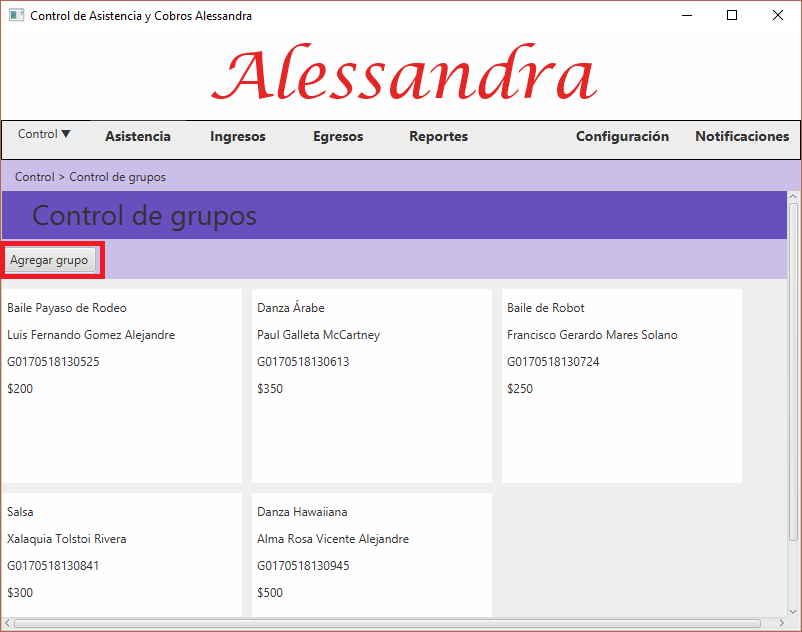 Control de Asistencia y Cobros Alessandra
Alessandra
Control ▼ Asistencia Ingresos Egresos Reportes Configuración Notificaciones
Control > Control de grupos
Control de grupos
Agregar grupo
Baile Payaso de Rodeo
Luis Fernando Gomez Alejandre
G0170518130525
$200
Danza Árabe
Paul Galleta McCartney
G0170518130613
$350
Baile de Robot
Francisco Gerardo Mares Solano
G0170518130724
$250
Salsa
Xalaquia Tolstoi Rivera
G0170518130841
$300
Danza Hawaiiana
Alma Rosa Vicente Alejandre
G0170518130945
$500